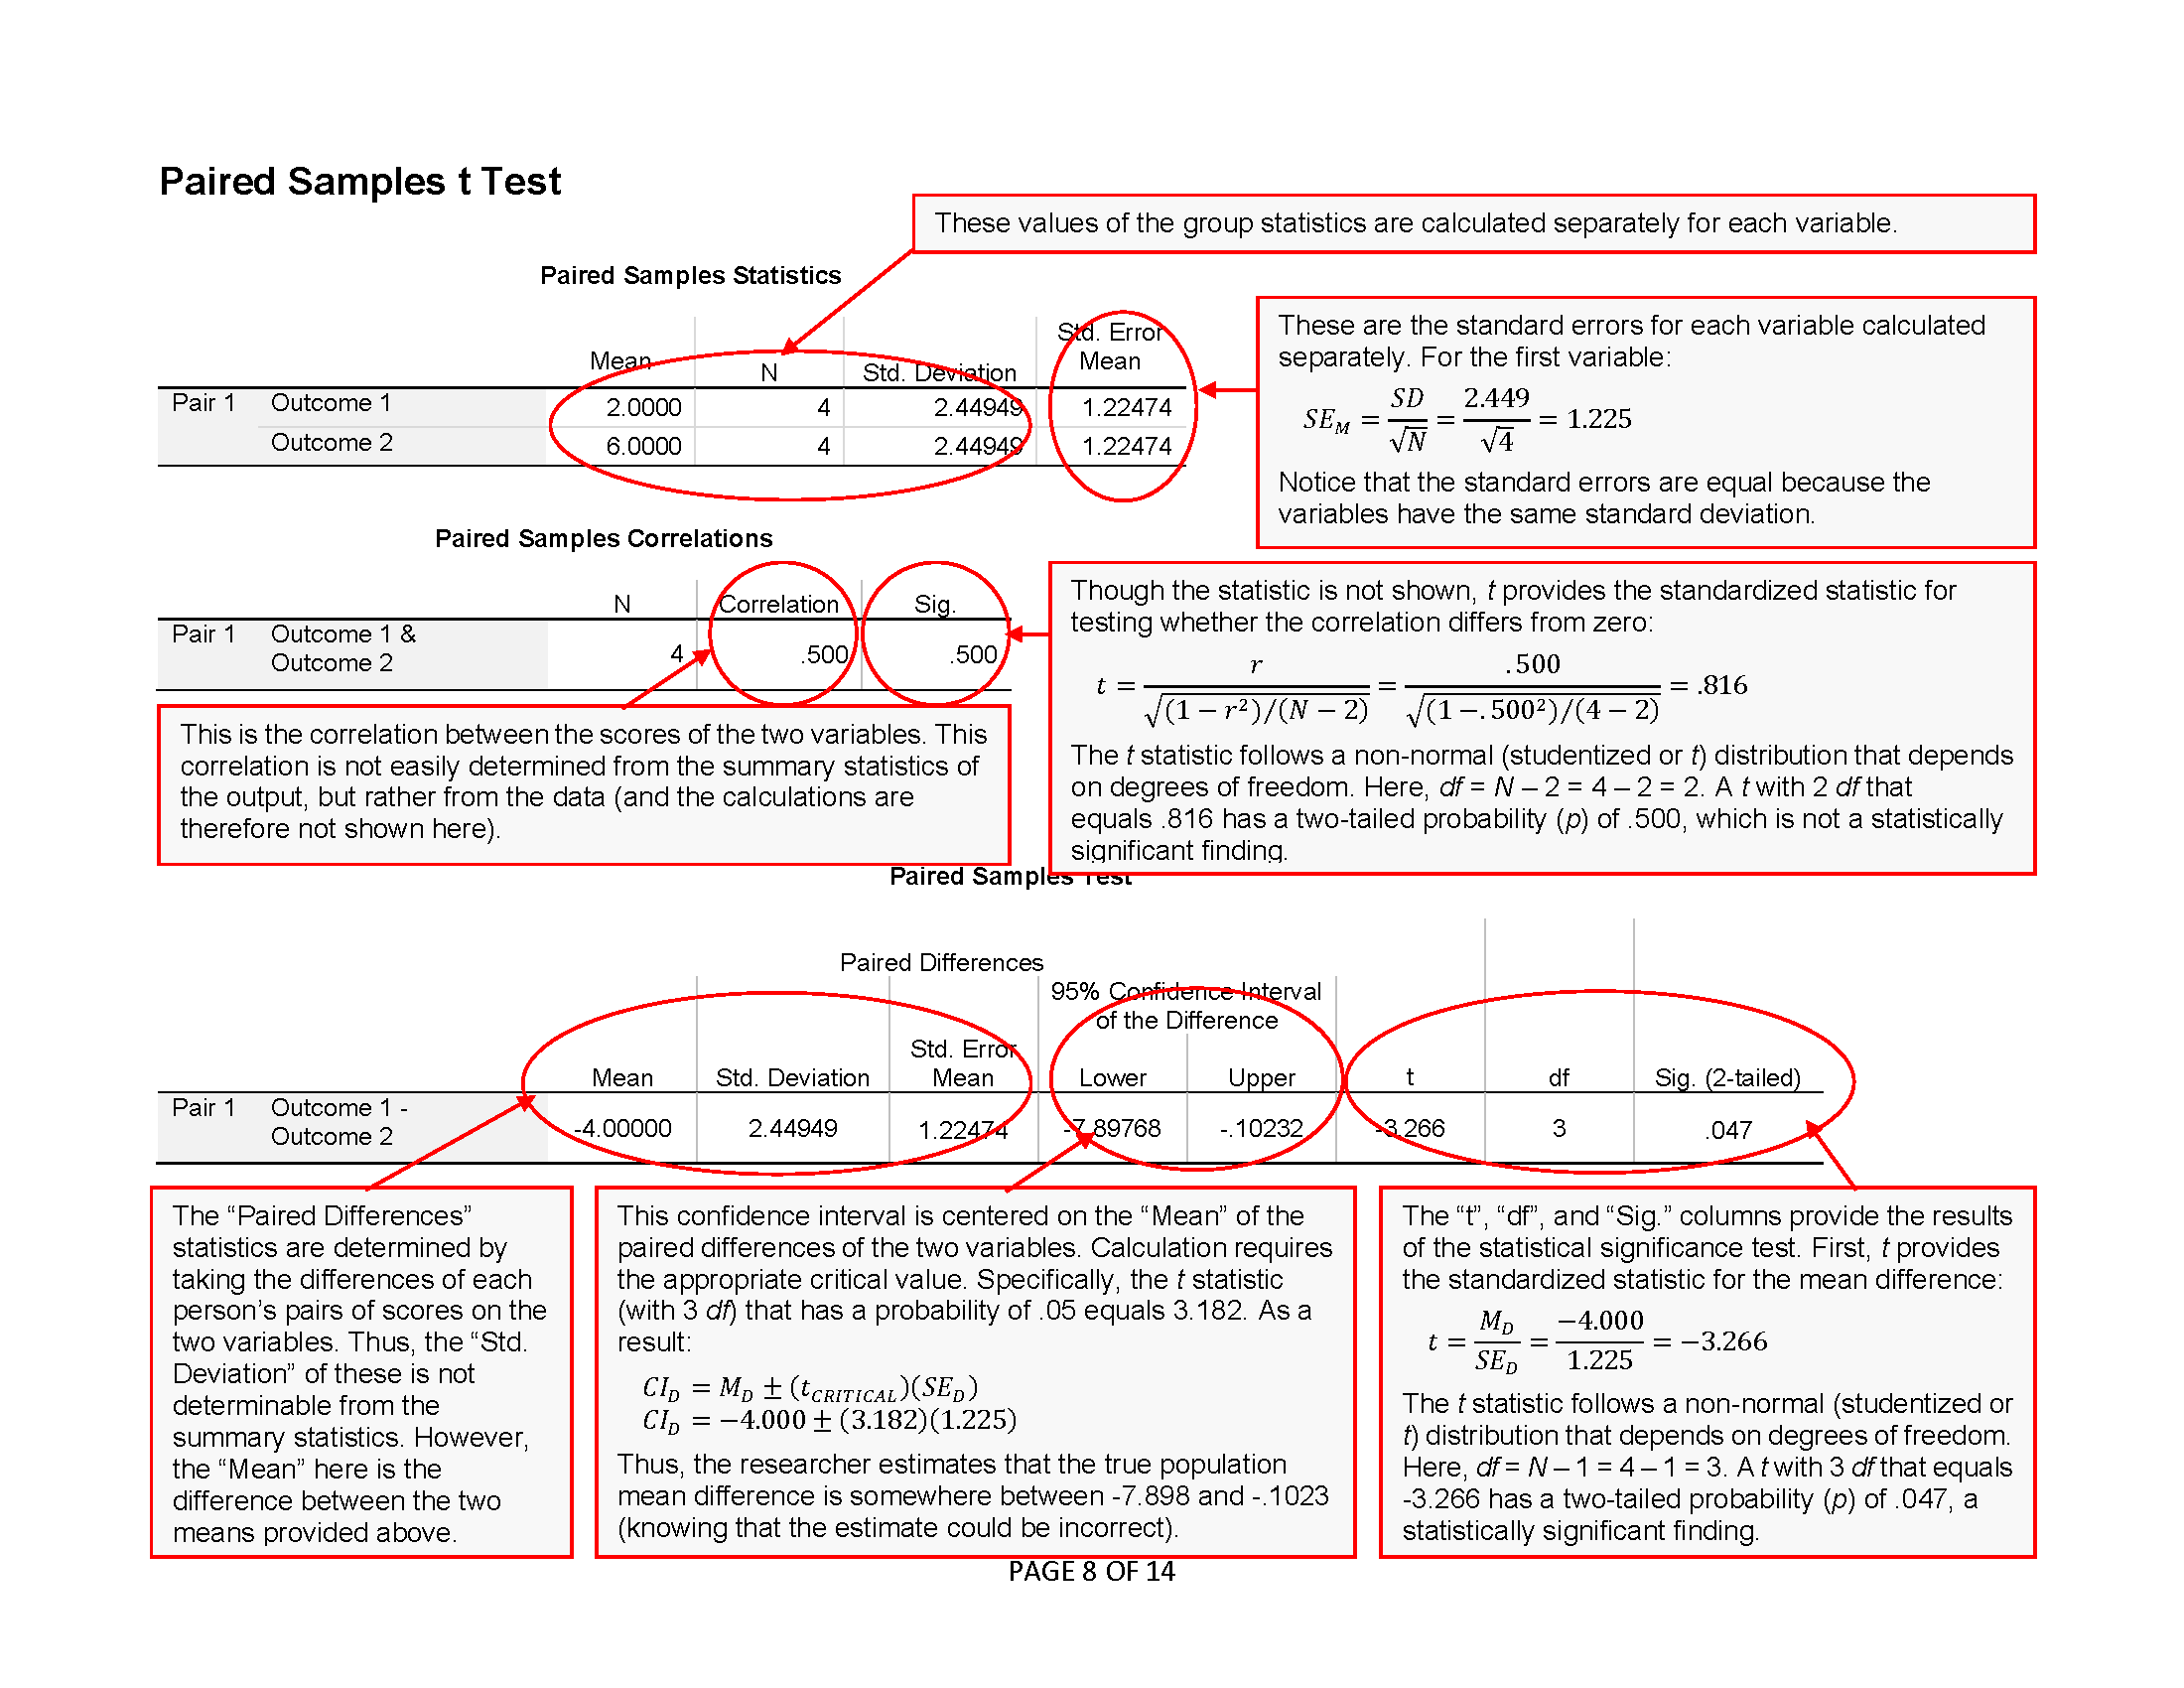 Paired Samples t Test
These values of the group statistics are calculated separately for each variable.
Paired Samples Statistics
Mean N Std. Deviation Std. Error Mean
Pair 1 Outcome 1 2.0000 4 2.44949 1.22474
Outcome 2 6.0000 4 2.44949 1.22474
These are the standard errors for each variable calculated
separately. For the first variable:
SE_M = SD/√N = 2.449/√4 = 1.225
Notice that the standard errors are equal because the
variables have the same standard deviation.
Paired Samples Correlations
N Correlation Sig.
Pair 1 Outcome 1 &
Outcome 2 4 .500 .500
This is the correlation between the scores of the two variables. This
correlation is not easily determined from the summary statistics of
the output, but rather from the data (and the calculations are
therefore not shown here).
Though the statistic is not shown, t provides the standardized statistic for
testing whether the correlation differs from zero:
t = r/√((1 − r²)/(N − 2)) = .500/√((1 −.500²)/(4 − 2)) = .816
The t statistic follows a non-normal (studentized or t) distribution that depends
on degrees of freedom. Here, df = N – 2 = 4 – 2 = 2. A t with 2 df that
equals .816 has a two-tailed probability (p) of .500, which is not a statistically
significant finding.
Paired Samples Test
Paired Differences
95% Confidence Interval
of the Difference
Mean Std. Deviation Std. Error Mean Lower Upper t df Sig. (2-tailed)
Pair 1 Outcome 1 -
Outcome 2 -4.00000 2.44949 1.22474 -7.89768 -.10232 -3.266 3 .047
The “Paired Differences”
statistics are determined by
taking the differences of each
person’s pairs of scores on the
two variables. Thus, the “Std.
Deviation” of these is not
determinable from the
summary statistics. However,
the “Mean” here is the
difference between the two
means provided above.
This confidence interval is centered on the “Mean” of the
paired differences of the two variables. Calculation requires
the appropriate critical value. Specifically, the t statistic
(with 3 df) that has a probability of .05 equals 3.182. As a
result:
CI_D = M_D ± (t_CRITICAL)(SE_D)
CI_D = −4.000 ± (3.182)(1.225)
Thus, the researcher estimates that the true population
mean difference is somewhere between -7.898 and -.1023
(knowing that the estimate could be incorrect).
The “t”, “df”, and “Sig.” columns provide the results
of the statistical significance test. First, t provides
the standardized statistic for the mean difference:
t = M_D/SE_D = −4.000/1.225 = −3.266
The t statistic follows a non-normal (studentized or
t) distribution that depends on degrees of freedom.
Here, df = N – 1 = 4 – 1 = 3. A t with 3 df that equals
-3.266 has a two-tailed probability (p) of .047, a
statistically significant finding.
PAGE 8 OF 14